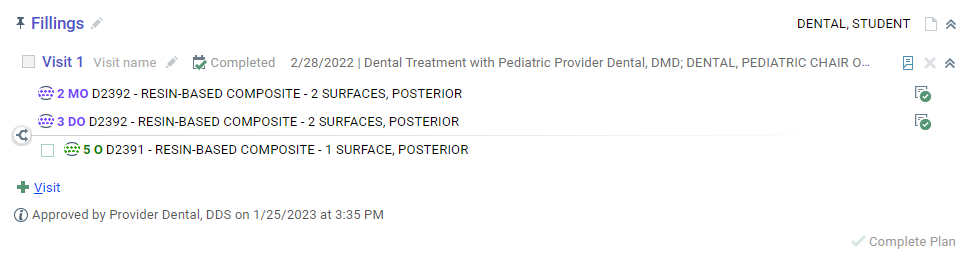 Fillings DENTAL, STUDENT
Visit 1 Visit name Completed 2/28/2022 | Dental Treatment with Pediatric Provider Dental, DMD; DENTAL, PEDIATRIC CHAIR O...
2 MO D2392 - RESIN-BASED COMPOSITE - 2 SURFACES, POSTERIOR
3 DO D2392 - RESIN-BASED COMPOSITE - 2 SURFACES, POSTERIOR
5 O D2391 - RESIN-BASED COMPOSITE - 1 SURFACE, POSTERIOR
Visit
Approved by Provider Dental, DDS on 1/25/2023 at 3:35 PM
Complete Plan